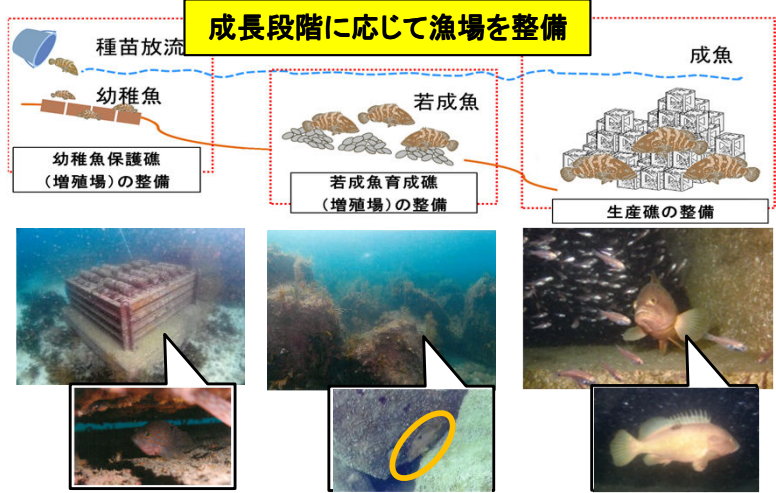 成長段階に応じて漁場を整備
種苗放流
幼稚魚
幼稚魚保護礁
(増殖場)の整備
若成魚
若成魚育成礁
(増殖場)の整備
成魚
生産礁の整備